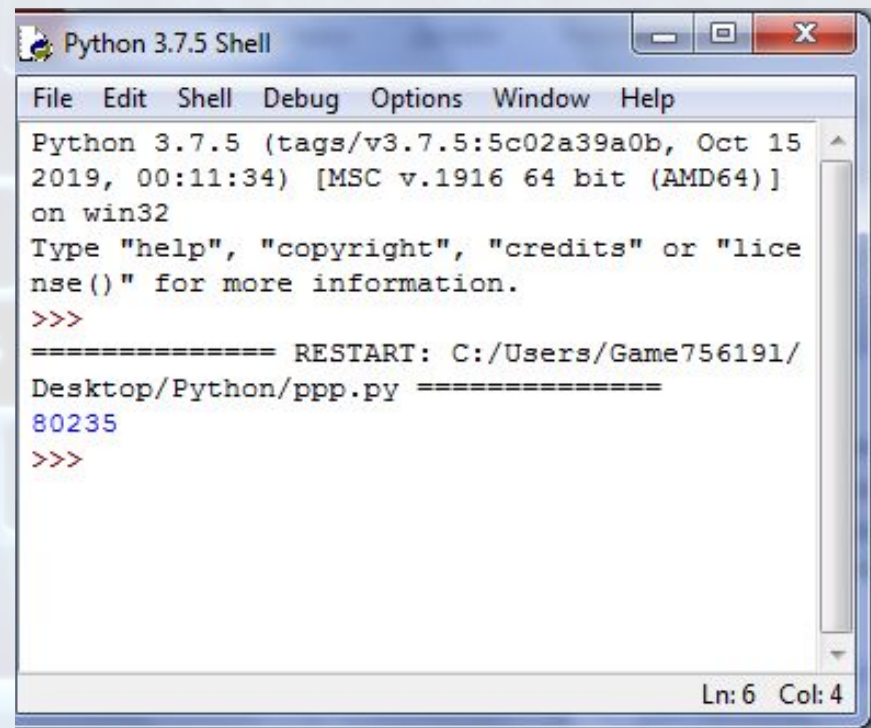 Python 3.7.5 Shell
File Edit Shell Debug Options Window Help
Python 3.7.5 (tags/v3.7.5:5c02a39a0b, Oct 15
2019, 00:11:34) [MSC v.1916 64 bit (AMD64)]
on win32
Type "help", "copyright", "credits" or "lice
nse()" for more information.
>>>
============== RESTART: C:/Users/Game75619l/
Desktop/Python/ppp.py ==============
80235
>>>
Ln: 6 Col: 4